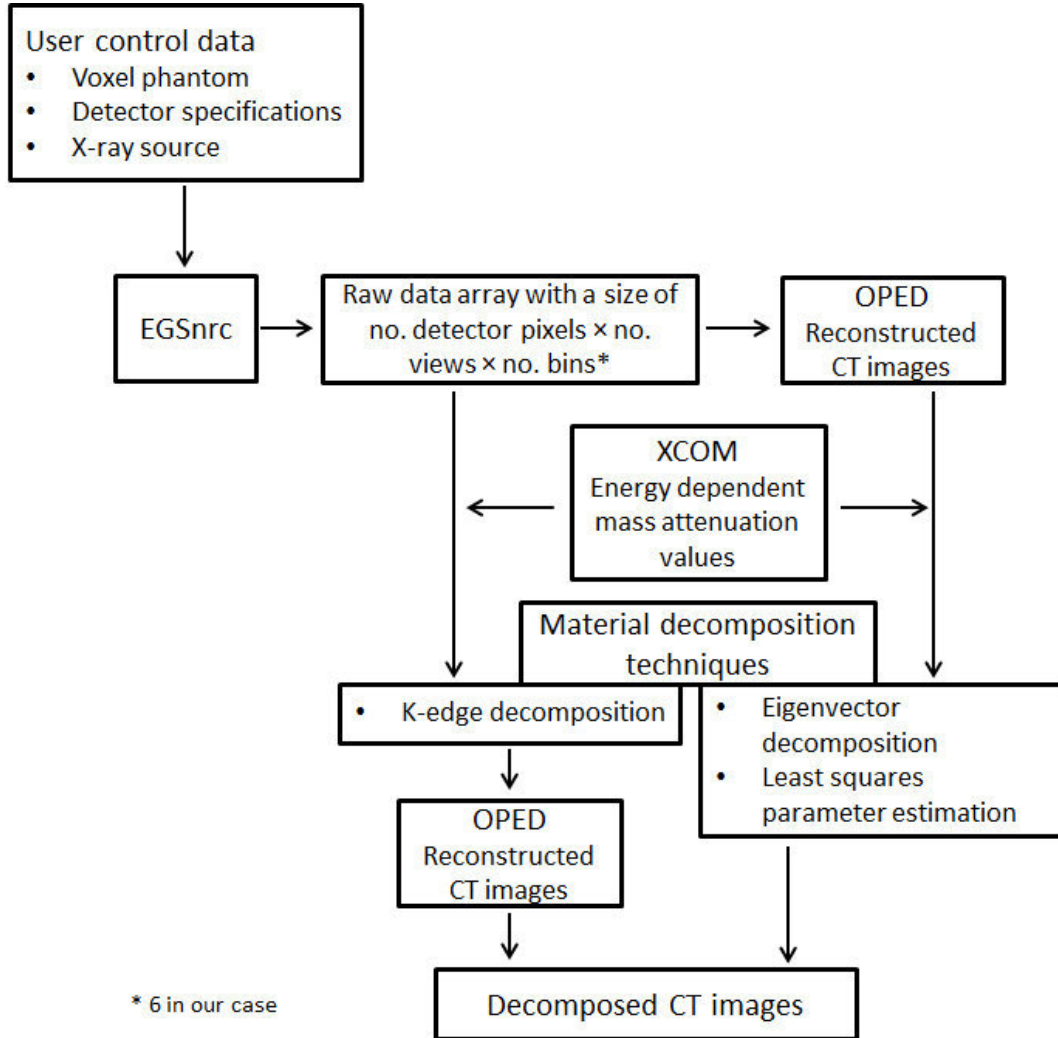 User control data
• Voxel phantom
• Detector specifications
• X-ray source
EGSnrc
Raw data array with a size of
no. detector pixels × no.
views × no. bins*
OPED
Reconstructed
CT images
XCOM
Energy dependent
mass attenuation
values
Material decomposition
techniques
• K-edge decomposition
• Eigenvector
decomposition
• Least squares
parameter estimation
OPED
Reconstructed
CT images
Decomposed CT images
* 6 in our case